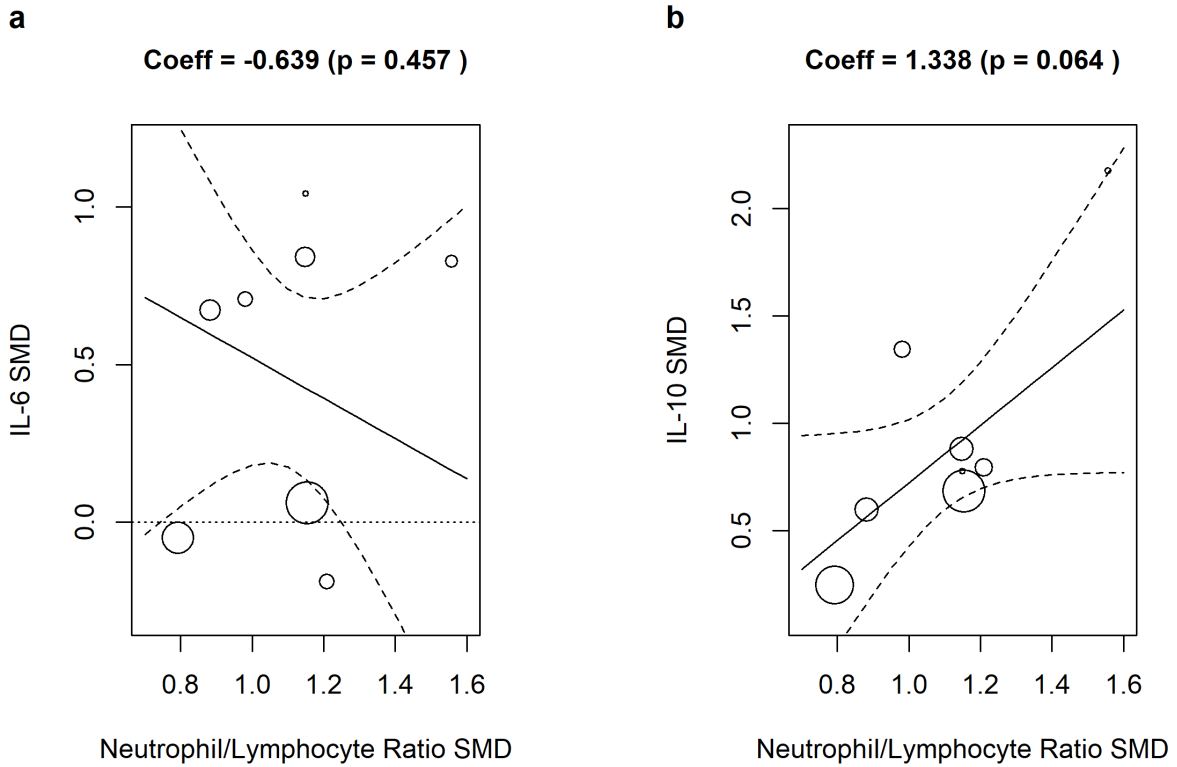 a
Coeff = -0.639 (p = 0.457 )
IL-6 SMD
1.0
0.5
0.0
0.8 1.0 1.2 1.4 1.6
Neutrophil/Lymphocyte Ratio SMD
b
Coeff = 1.338 (p = 0.064 )
IL-10 SMD
2.0
1.5
1.0
0.5
0.8 1.0 1.2 1.4 1.6
Neutrophil/Lymphocyte Ratio SMD